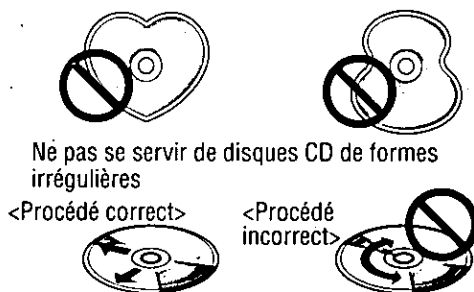 Ne pas se servir de disques CD de formes
irrégulières
<Procédé correct>
<Procédé
incorrect>